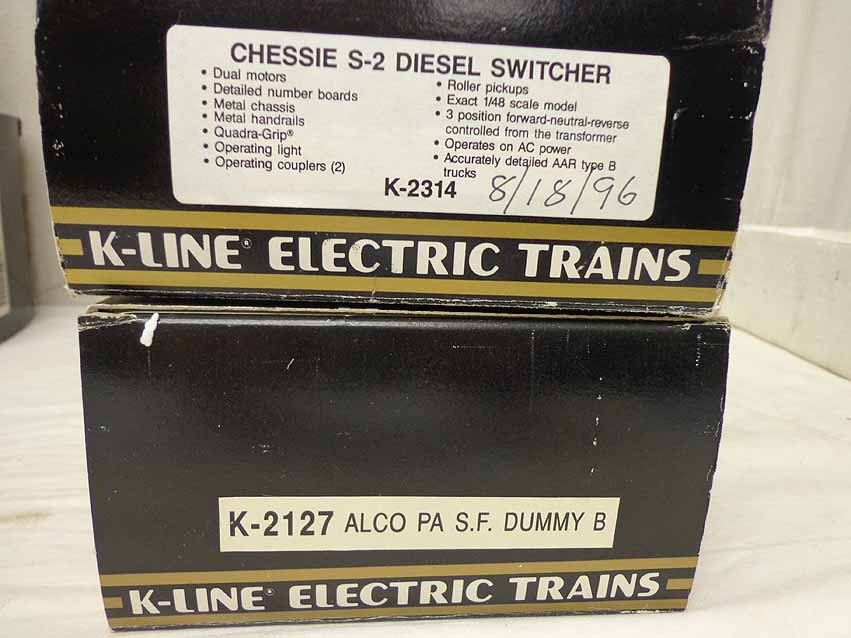 CHESSIE S-2 DIESEL SWITCHER
• Dual motors
• Detailed number boards
• Metal chassis
• Metal handrails
• Quadra-Grip®
• Operating light
• Operating couplers (2)
• Roller pickups
• Exact 1/48 scale model
• 3 position forward-neutral-reverse
controlled from the transformer
• Operates on AC power
• Accurately detailed AAR type B
trucks
K-2314 8/18/96
K-LINE® ELECTRIC TRAINS
K-2127 ALCO PA S.F. DUMMY B
K-LINE® ELECTRIC TRAINS